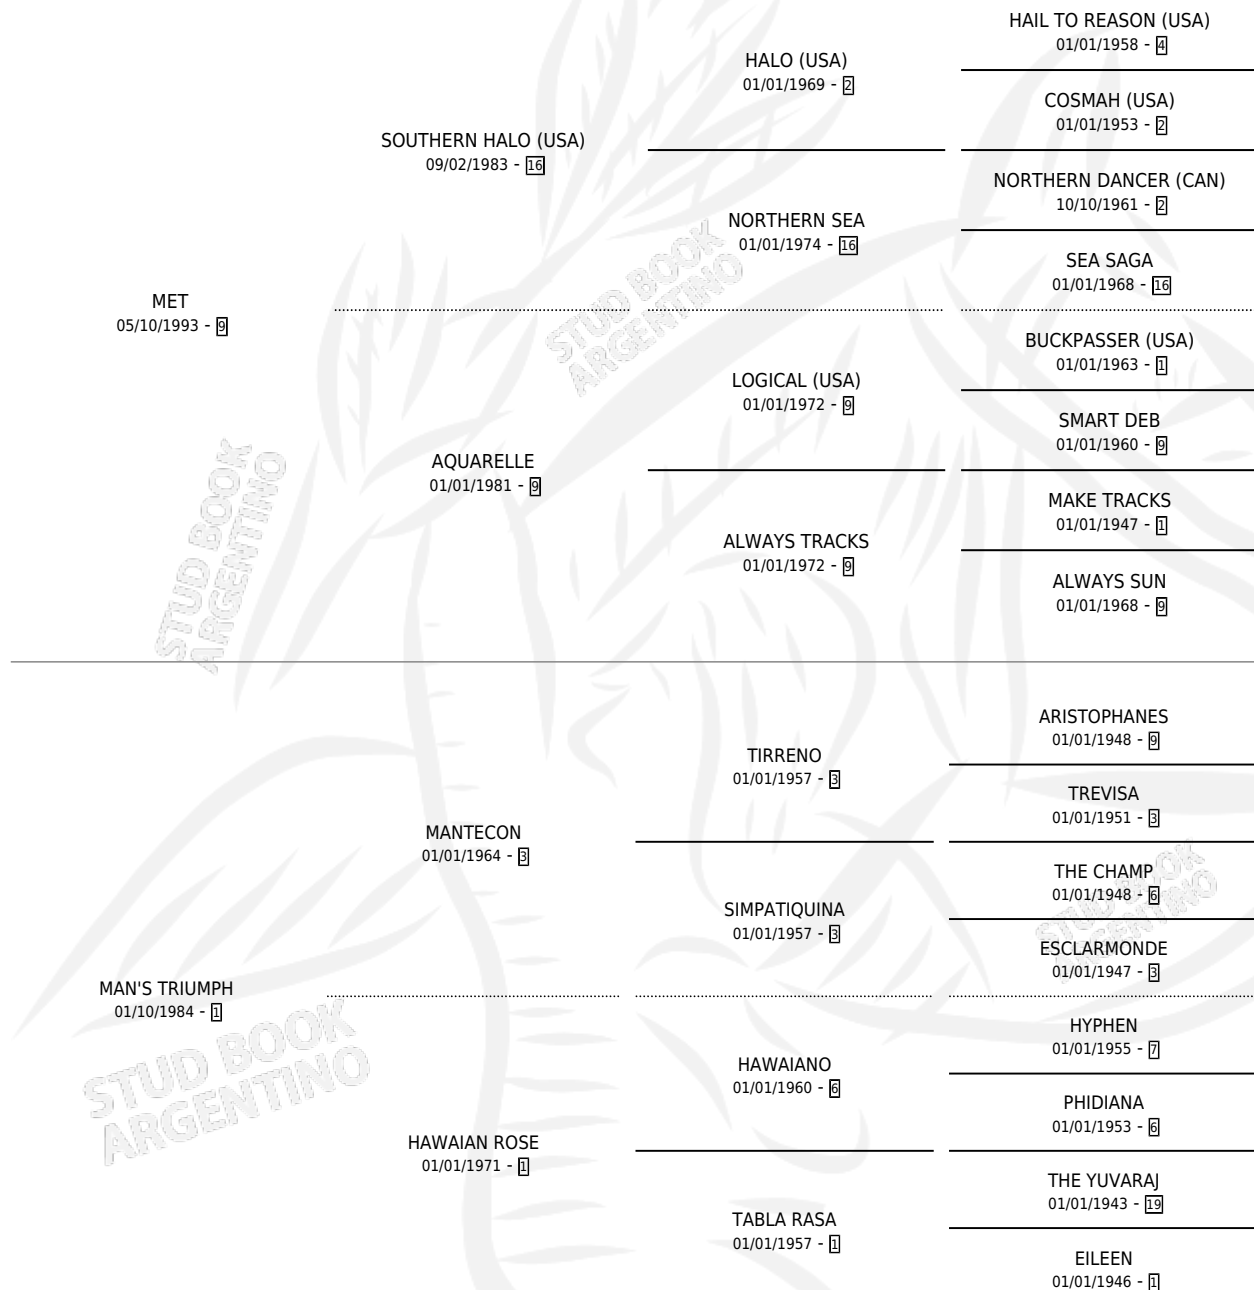 HAIL TO REASON (USA)
01/01/1958 - 4
HALO (USA)
01/01/1969 - 2
COSMAH (USA)
01/01/1953 - 2
SOUTHERN HALO (USA)
09/02/1983 - 16
NORTHERN DANCER (CAN)
10/10/1961 - 2
NORTHERN SEA
01/01/1974 - 16
SEA SAGA
01/01/1968 - 16
MET
05/10/1993 - 9
BUCKPASSER (USA)
01/01/1963 - 1
LOGICAL (USA)
01/01/1972 - 9
SMART DEB
01/01/1960 - 9
AQUARELLE
01/01/1981 - 9
MAKE TRACKS
01/01/1947 - 1
ALWAYS TRACKS
01/01/1972 - 9
ALWAYS SUN
01/01/1968 - 9
ARISTOPHANES
01/01/1948 - 9
TIRRENO
01/01/1957 - 3
TREVISA
01/01/1951 - 3
MANTECON
01/01/1964 - 3
THE CHAMP
01/01/1948 - 6
SIMPATIQUINA
01/01/1957 - 3
ESCLARMONDE
01/01/1947 - 3
MAN'S TRIUMPH
01/10/1984 - 1
HYPHEN
01/01/1955 - 7
HAWAIANO
01/01/1960 - 6
PHIDIANA
01/01/1953 - 6
HAWAIAN ROSE
01/01/1971 - 1
THE YUVARAJ
01/01/1943 - 19
TABLA RASA
01/01/1957 - 1
EILEEN
01/01/1946 - 1
STUD BOOK
ARGENTINO
STUD BOOK
ARGENTINO
STUD BOOK
ARGENTINO
STUD BOOK
ARGENTINO